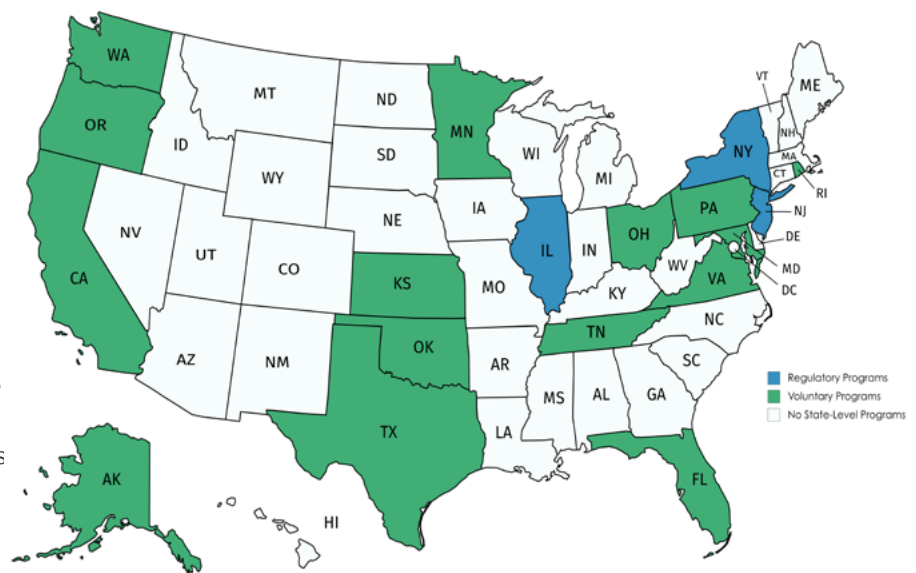 WA
MT
ND
MN
VT
ME
OR
ID
SD
WI
NY
NH
MA
CT
RI
WY
MI
NJ
NE
IA
PA
DE
NV
UT
CO
IL
IN
OH
WV
MD
DC
CA
KS
MO
KY
VA
AZ
NM
OK
AR
TN
NC
SC
TX
LA
MS
AL
GA
Regulatory Programs
Voluntary Programs
No State-Level Programs
s
AK
HI
FL